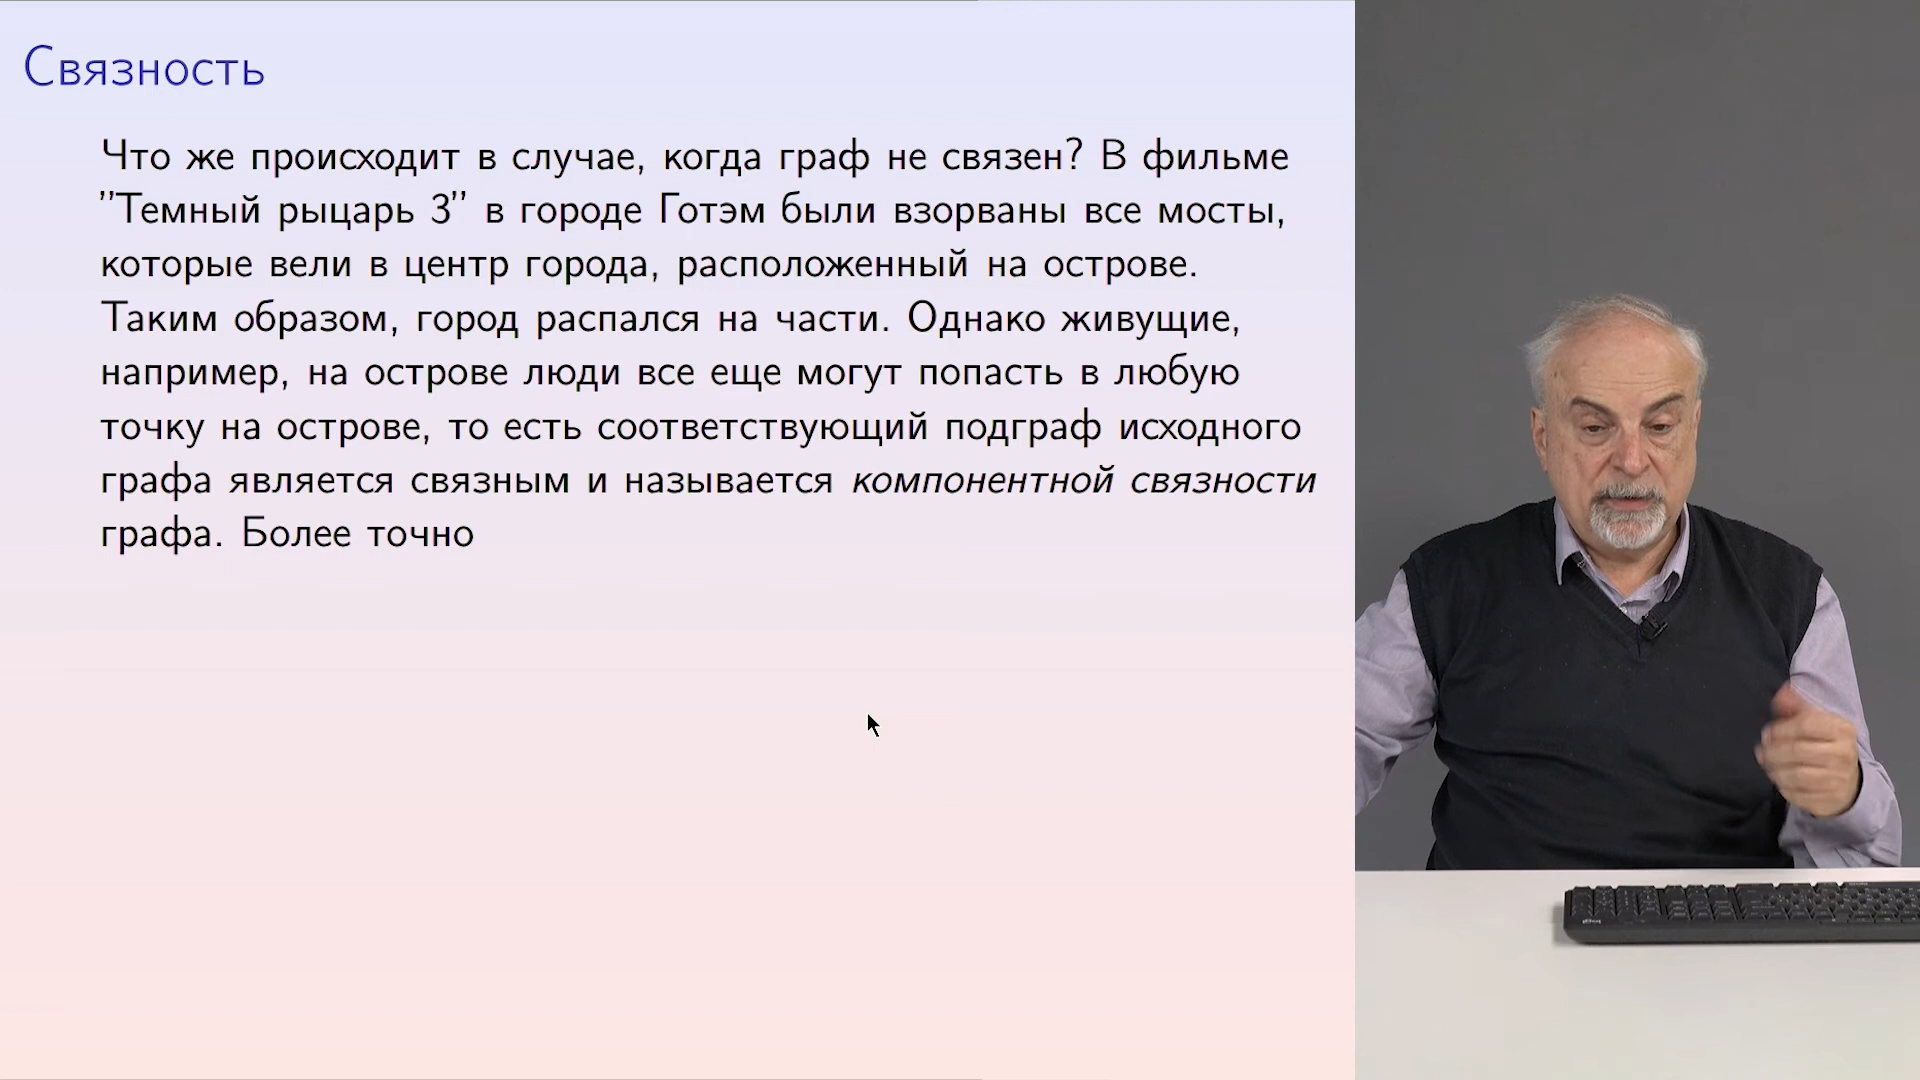 Связность
Что же происходит в случае, когда граф не связен? В фильме
”Темный рыцарь 3” в городе Готэм были взорваны все мосты,
которые вели в центр города, расположенный на острове.
Таким образом, город распался на части. Однако живущие,
например, на острове люди все еще могут попасть в любую
точку на острове, то есть соответствующий подграф исходного
графа является связным и называется компонентной связности
графа. Более точно